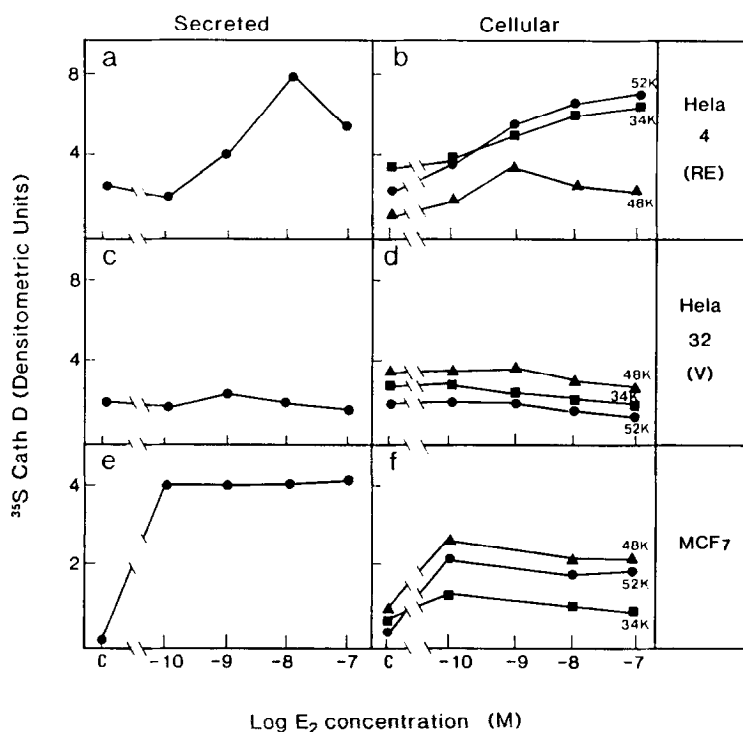 Secreted Cellular
a
b
8
4
52K
34K
48K
Hela
4
(RE)
c
d
8
4
48K
34K
52K
Hela
32
(V)
e
f
4
2
48K
52K
34K
MCF7
C -10 -9 -8 -7
C -10 -9 -8 -7
35S Cath D (Densitometric Units)
Log E2 concentration (M)